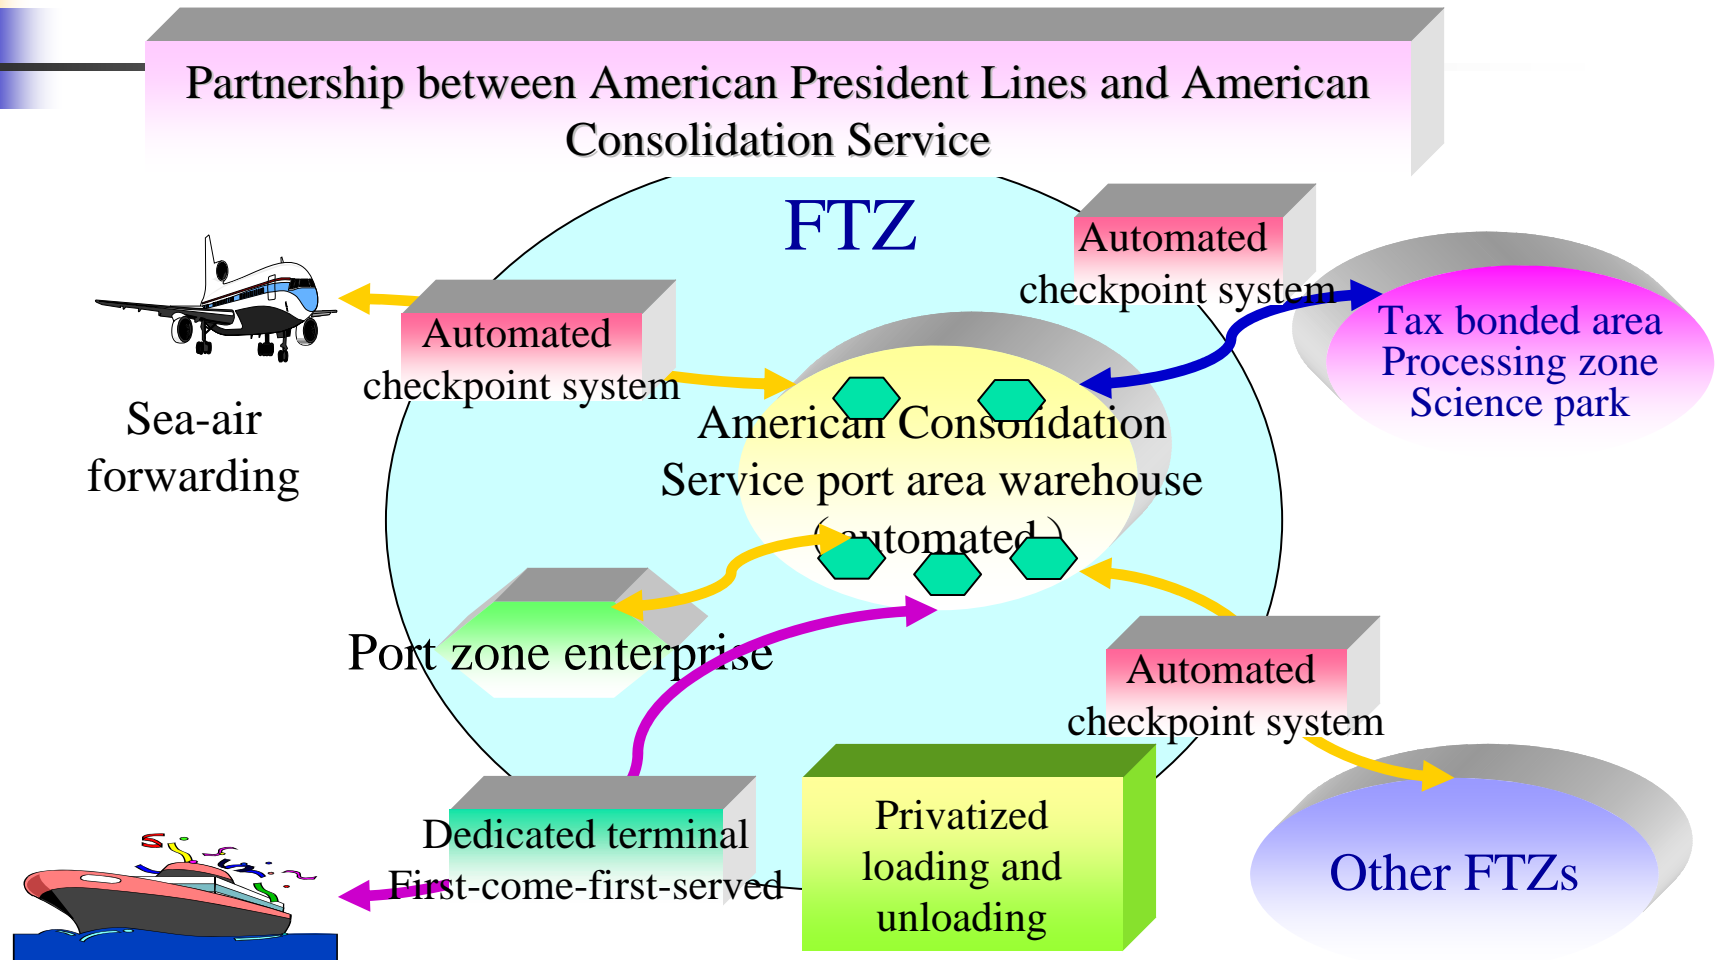 Partnership between American President Lines and American
Consolidation Service
FTZ
Automated
checkpoint system
Automated
checkpoint system
Tax bonded area
Processing zone
Science park
Sea-air
forwarding
American Consolidation
Service port area warehouse
(automated)
Port zone enterprise
Automated
checkpoint system
Dedicated terminal
First-come-first-served
Privatized
loading and
unloading
Other FTZs